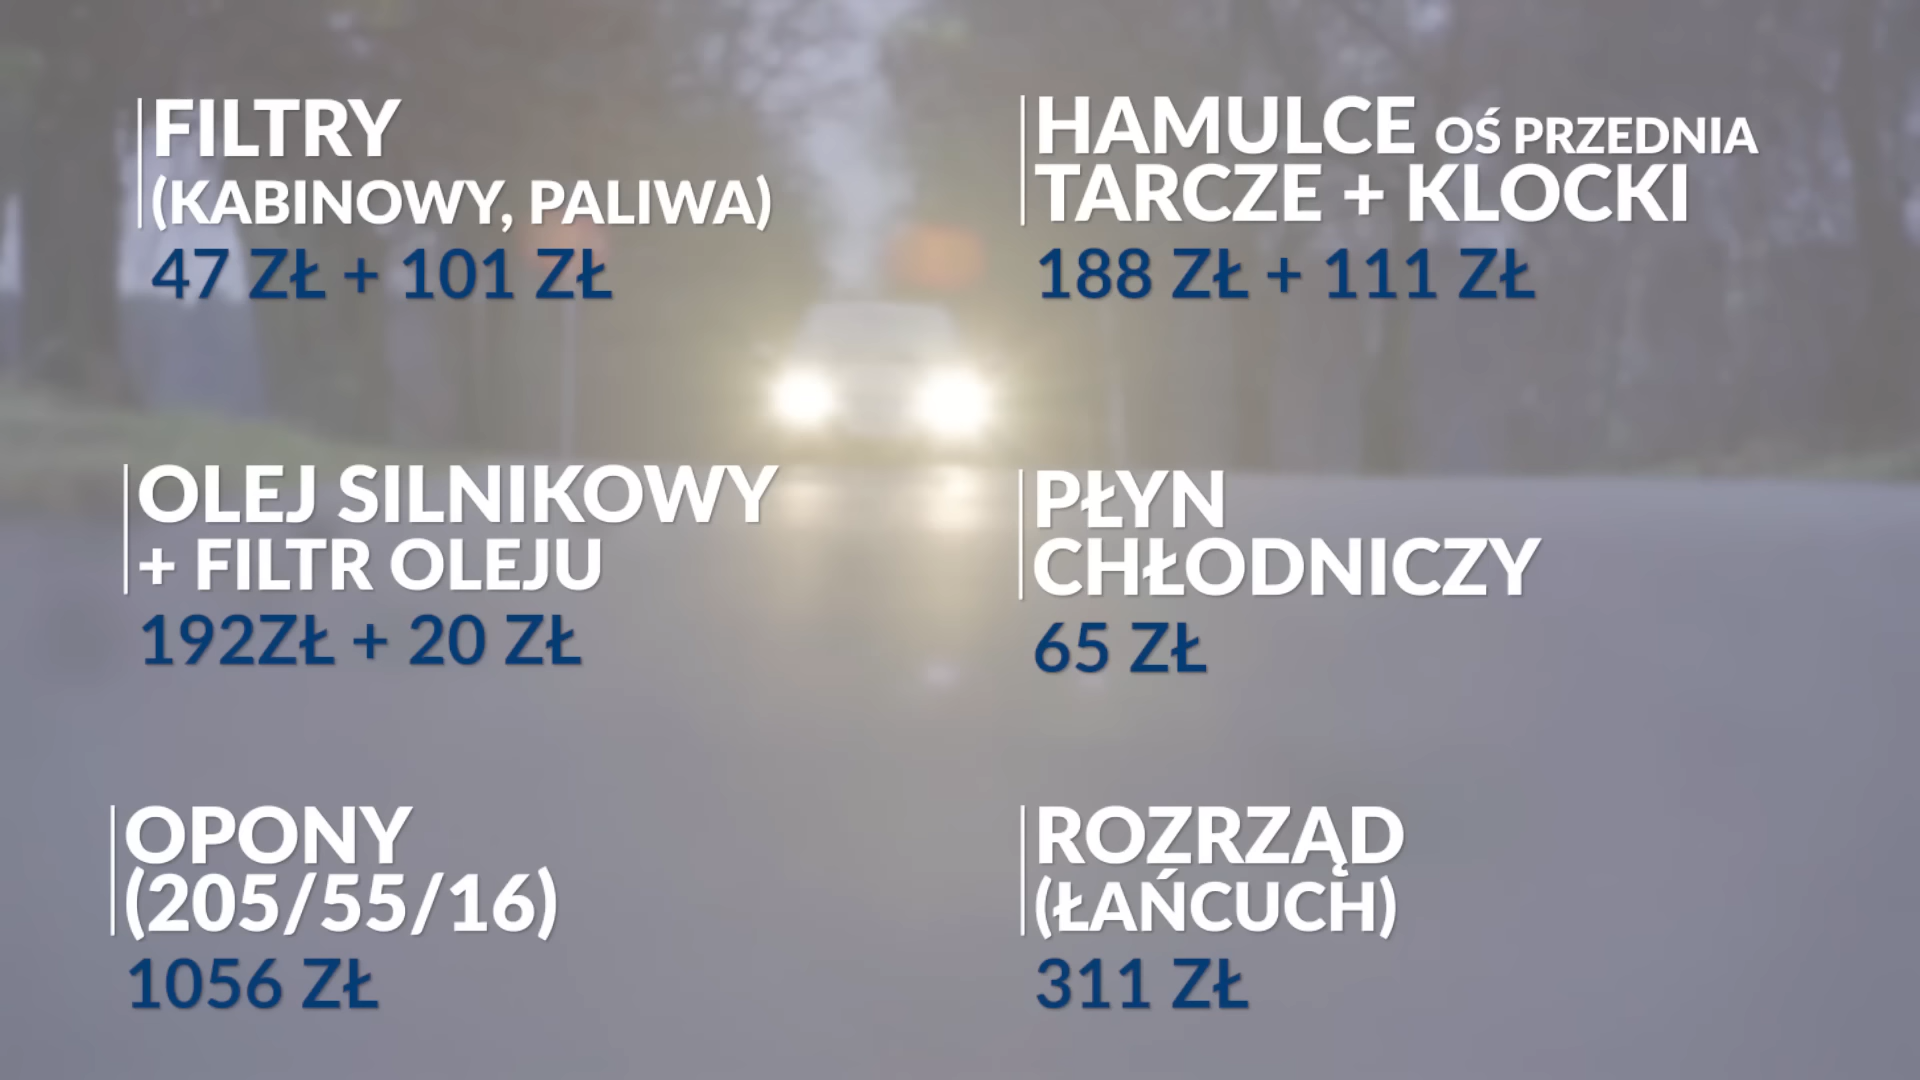 FILTRY
(KABINOWY, PALIWA)
47 ZŁ + 101 ZŁ
HAMULCE OŚ PRZEDNIA
TARCZE + KLOCKI
188 ZŁ + 111 ZŁ
OLEJ SILNIKOWY
+ FILTR OLEJU
192ZŁ + 20 ZŁ
PŁYN
CHŁODNICZY
65 ZŁ
OPONY
(205/55/16)
1056 ZŁ
ROZRZĄD
(ŁAŃCUCH)
311 ZŁ